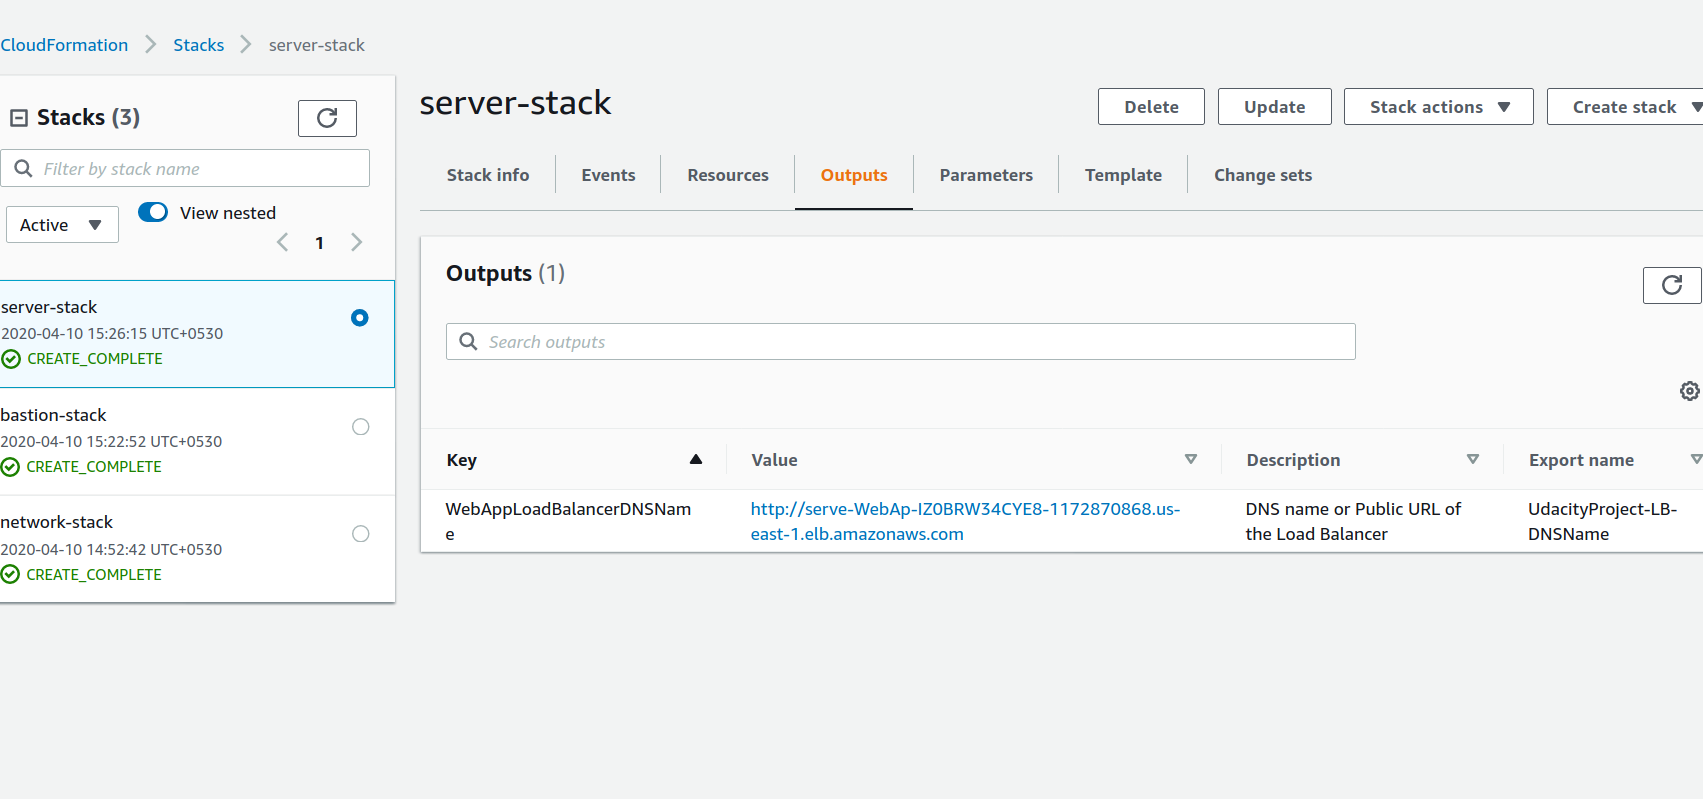 CloudFormation
Stacks
server-stack
Stacks (3)
Filter by stack name
Active
View nested
1
server-stack
2020-04-10 15:26:15 UTC+0530
CREATE_COMPLETE
bastion-stack
2020-04-10 15:22:52 UTC+0530
CREATE_COMPLETE
network-stack
2020-04-10 14:52:42 UTC+0530
CREATE_COMPLETE
server-stack
Delete
Update
Stack actions
Create stack
Stack info
Events
Resources
Outputs
Parameters
Template
Change sets
Outputs (1)
Search outputs
Key
Value
Description
Export name
WebAppLoadBalancerDNSNam
e
http://serve-WebAp-IZ0BRW34CYE8-1172870868.us-
east-1.elb.amazonaws.com
DNS name or Public URL of
the Load Balancer
UdacityProject-LB-
DNSName